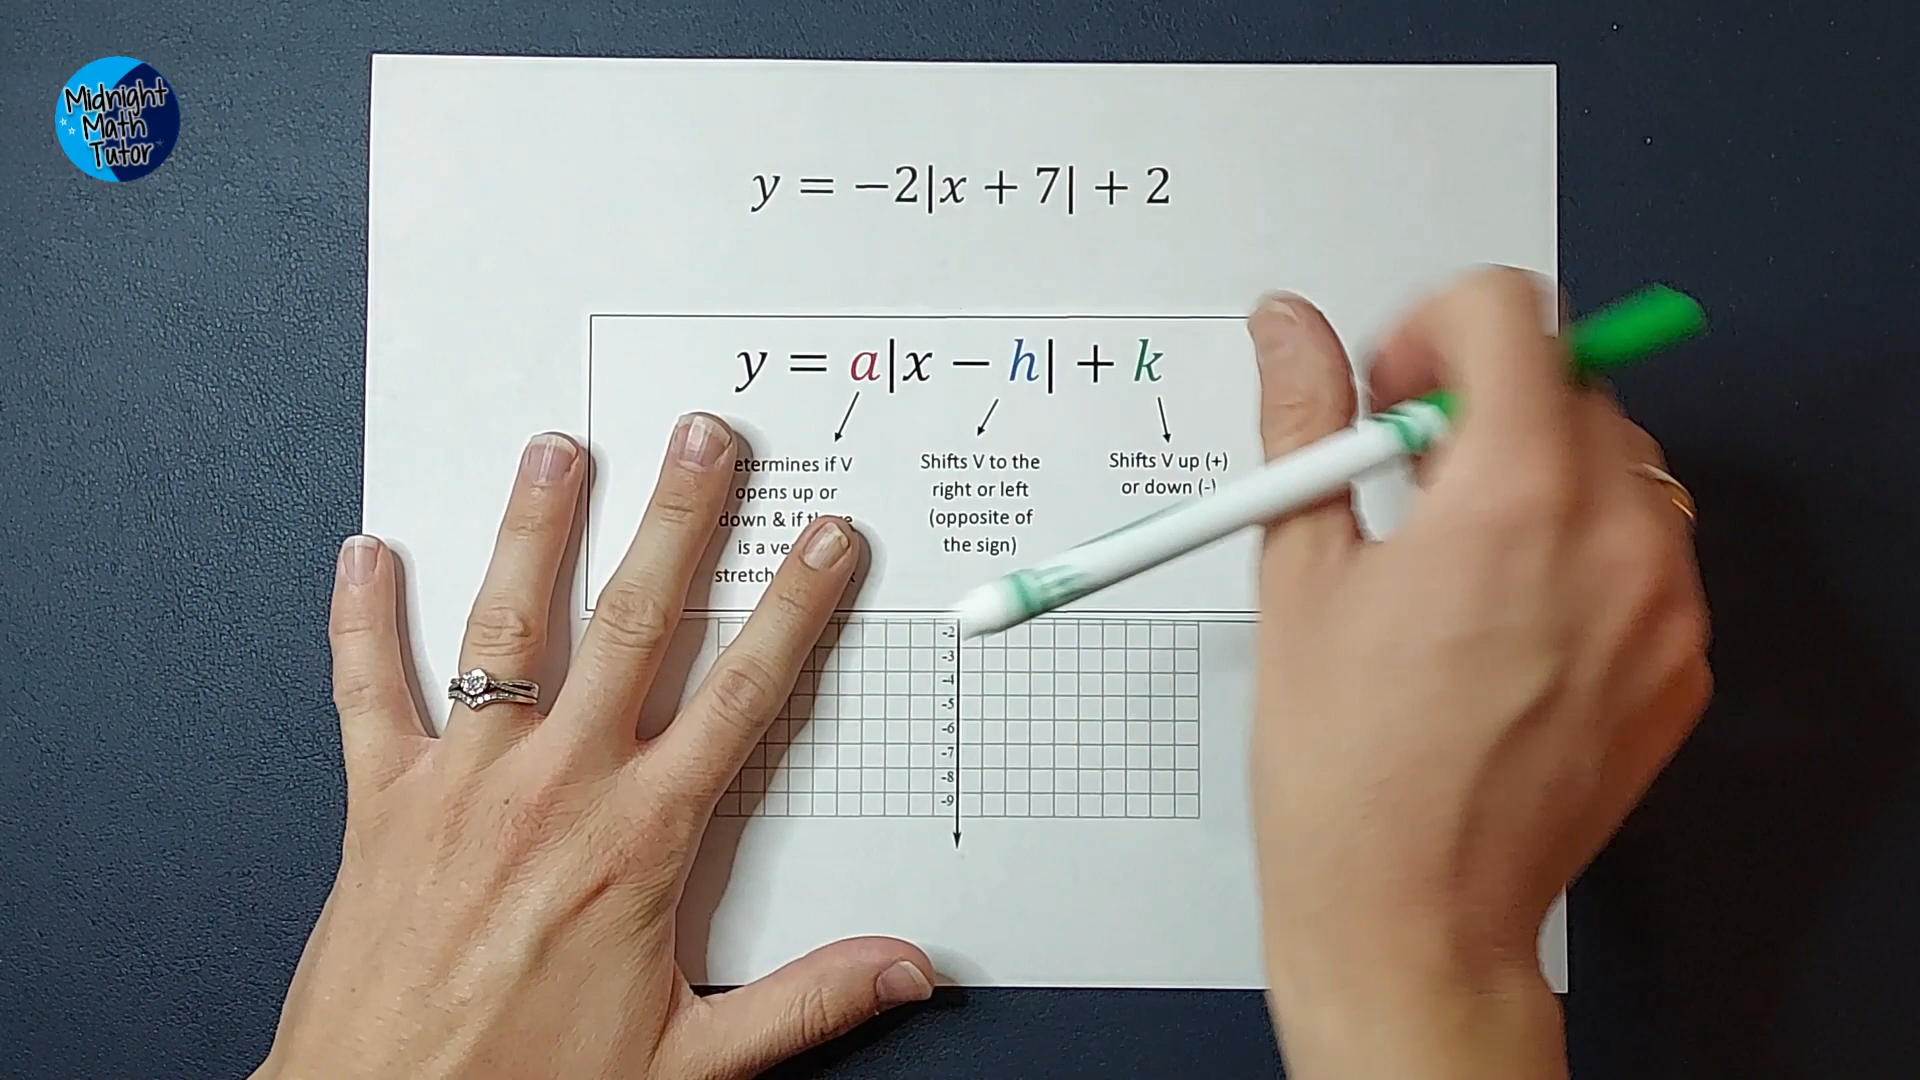 Midnight
Math
Tutor
y = −2|x + 7| + 2
y = a|x − h| + k
etermines if V
opens up or
down & if
is a
stretch
Shifts V to the
right or left
(opposite of
the sign)
Shifts V up (+)
or down (-)
-2
-3
-4
-5
-6
-7
-8
-9